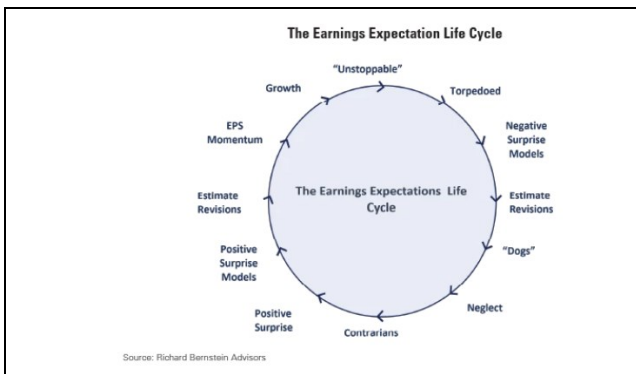 The Earnings Expectation Life Cycle
"Unstoppable"
Growth
Torpedoed
EPS
Momentum
Negative
Surprise
Models
The Earnings Expectations Life
Cycle
Estimate
Revisions
Estimate
Revisions
"Dogs"
Positive
Surprise
Models
Neglect
Positive
Surprise
Contrarians
Source: Richard Bernstein Advisors